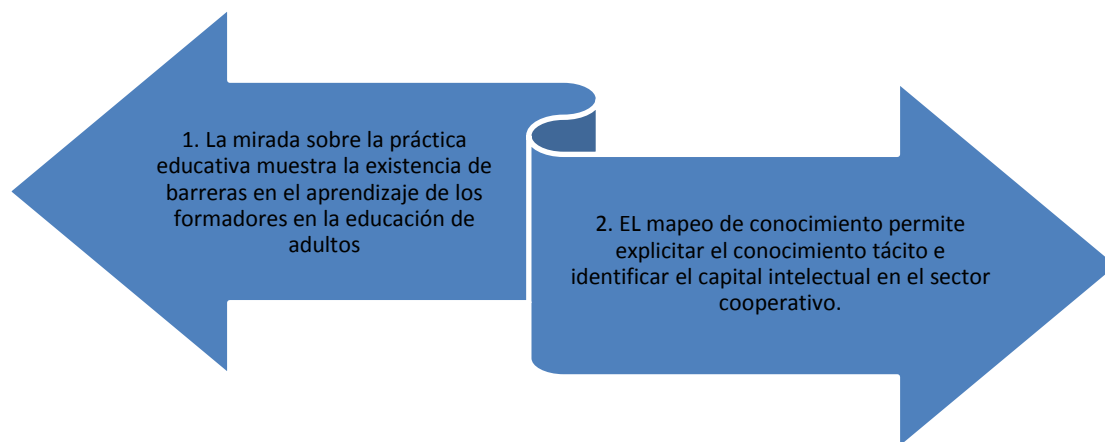 1. La mirada sobre la práctica
educativa muestra la existencia de
barreras en el aprendizaje de los
formadores en la educación de
adultos
2. EL mapeo de conocimiento permite
explicitar el conocimiento tácito e
identificar el capital intelectual en el sector
cooperativo.